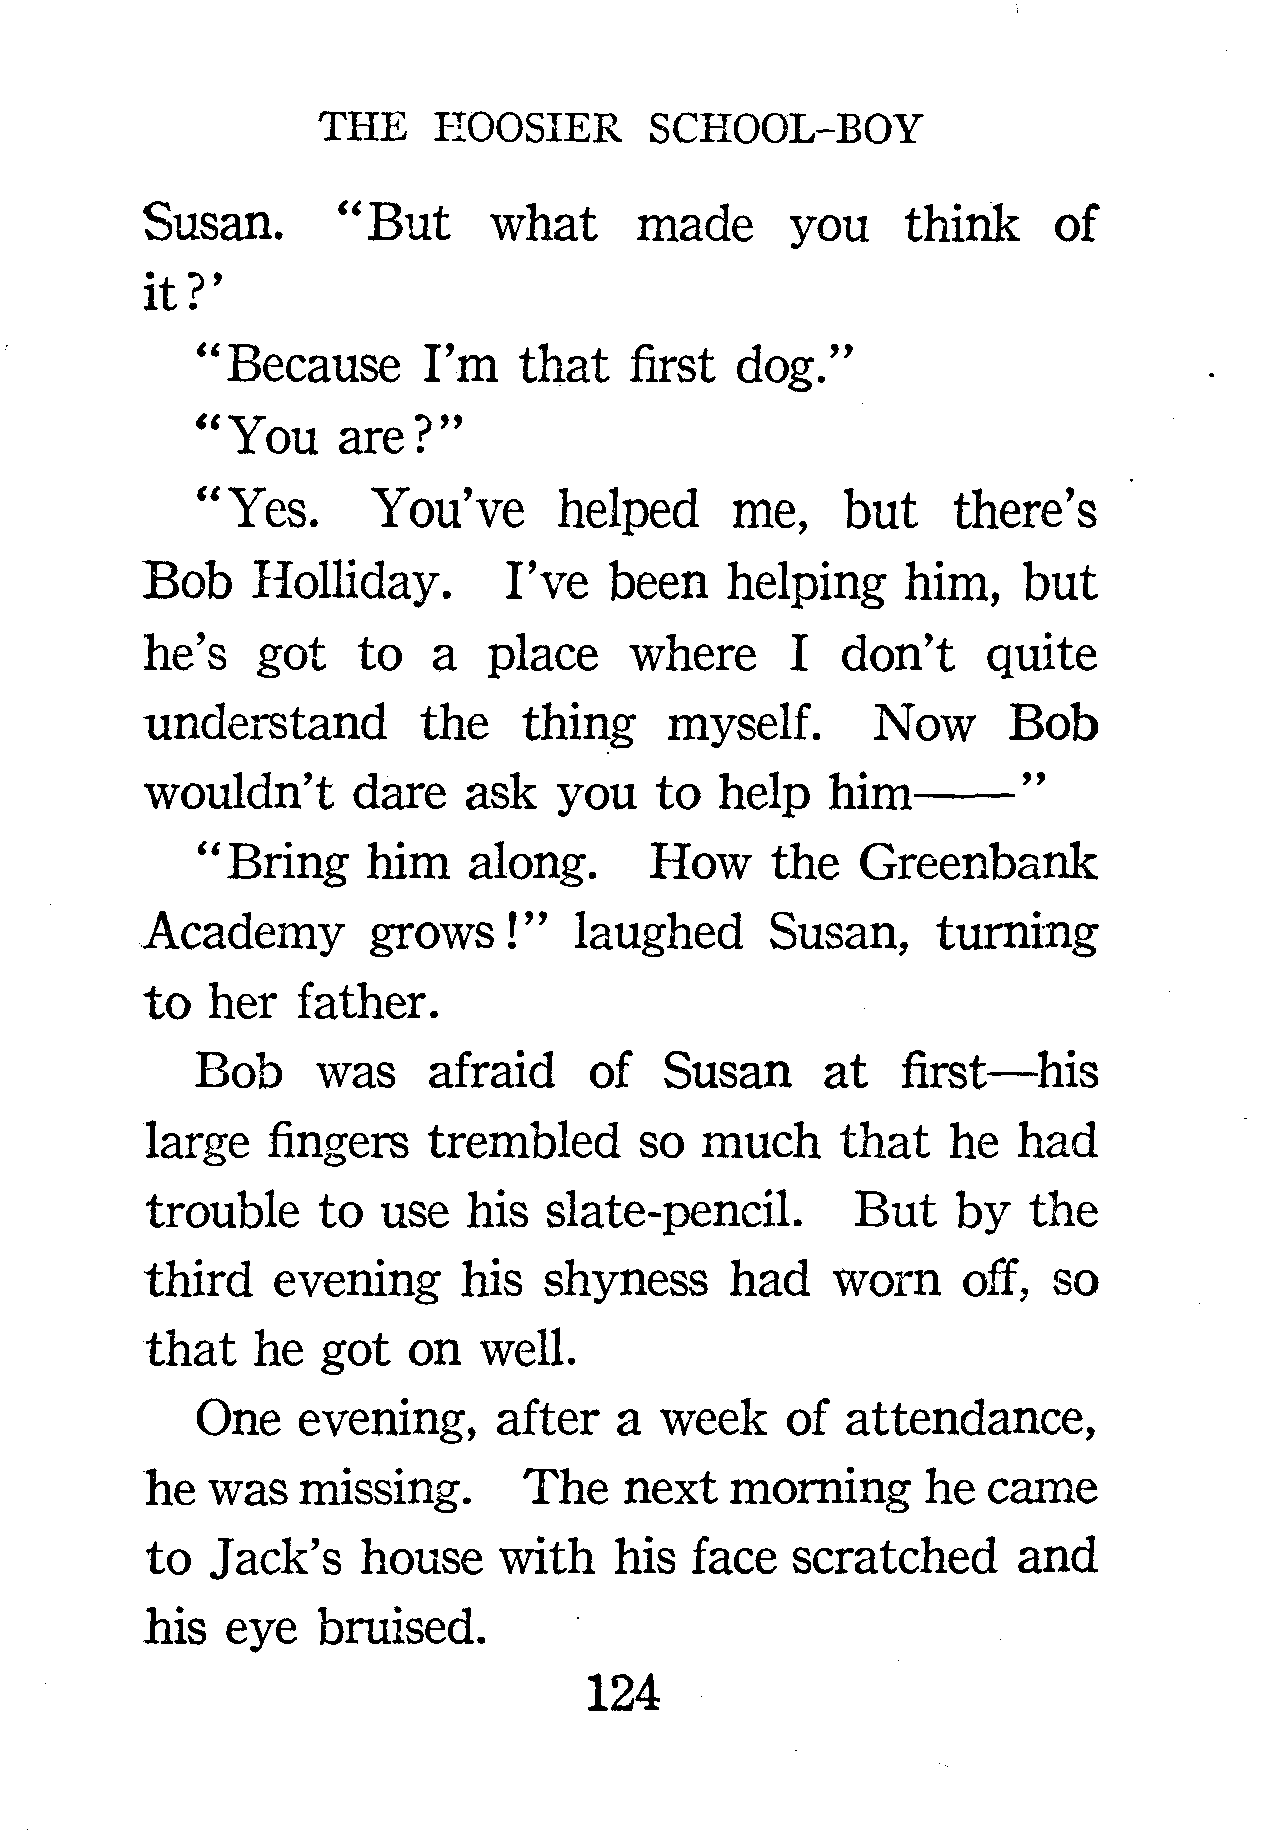 THE HOOSIER SCHOOL-BOY
Susan. "But what made you think of
it?'
"Because I'm that first dog."
"You are?"
"Yes. You've helped me, but there's
Bob Holliday. I've been helping him, but
he's got to a place where I don't quite
understand the thing myself. Now Bob
wouldn't dare ask you to help him——"
"Bring him along. How the Greenbank
Academy grows!" laughed Susan, turning
to her father.
Bob was afraid of Susan at first—his
large fingers trembled so much that he had
trouble to use his slate-pencil. But by the
third evening his shyness had worn off, so
that he got on well.
One evening, after a week of attendance,
he was missing. The next morning he came
to Jack's house with his face scratched and
his eye bruised.
124